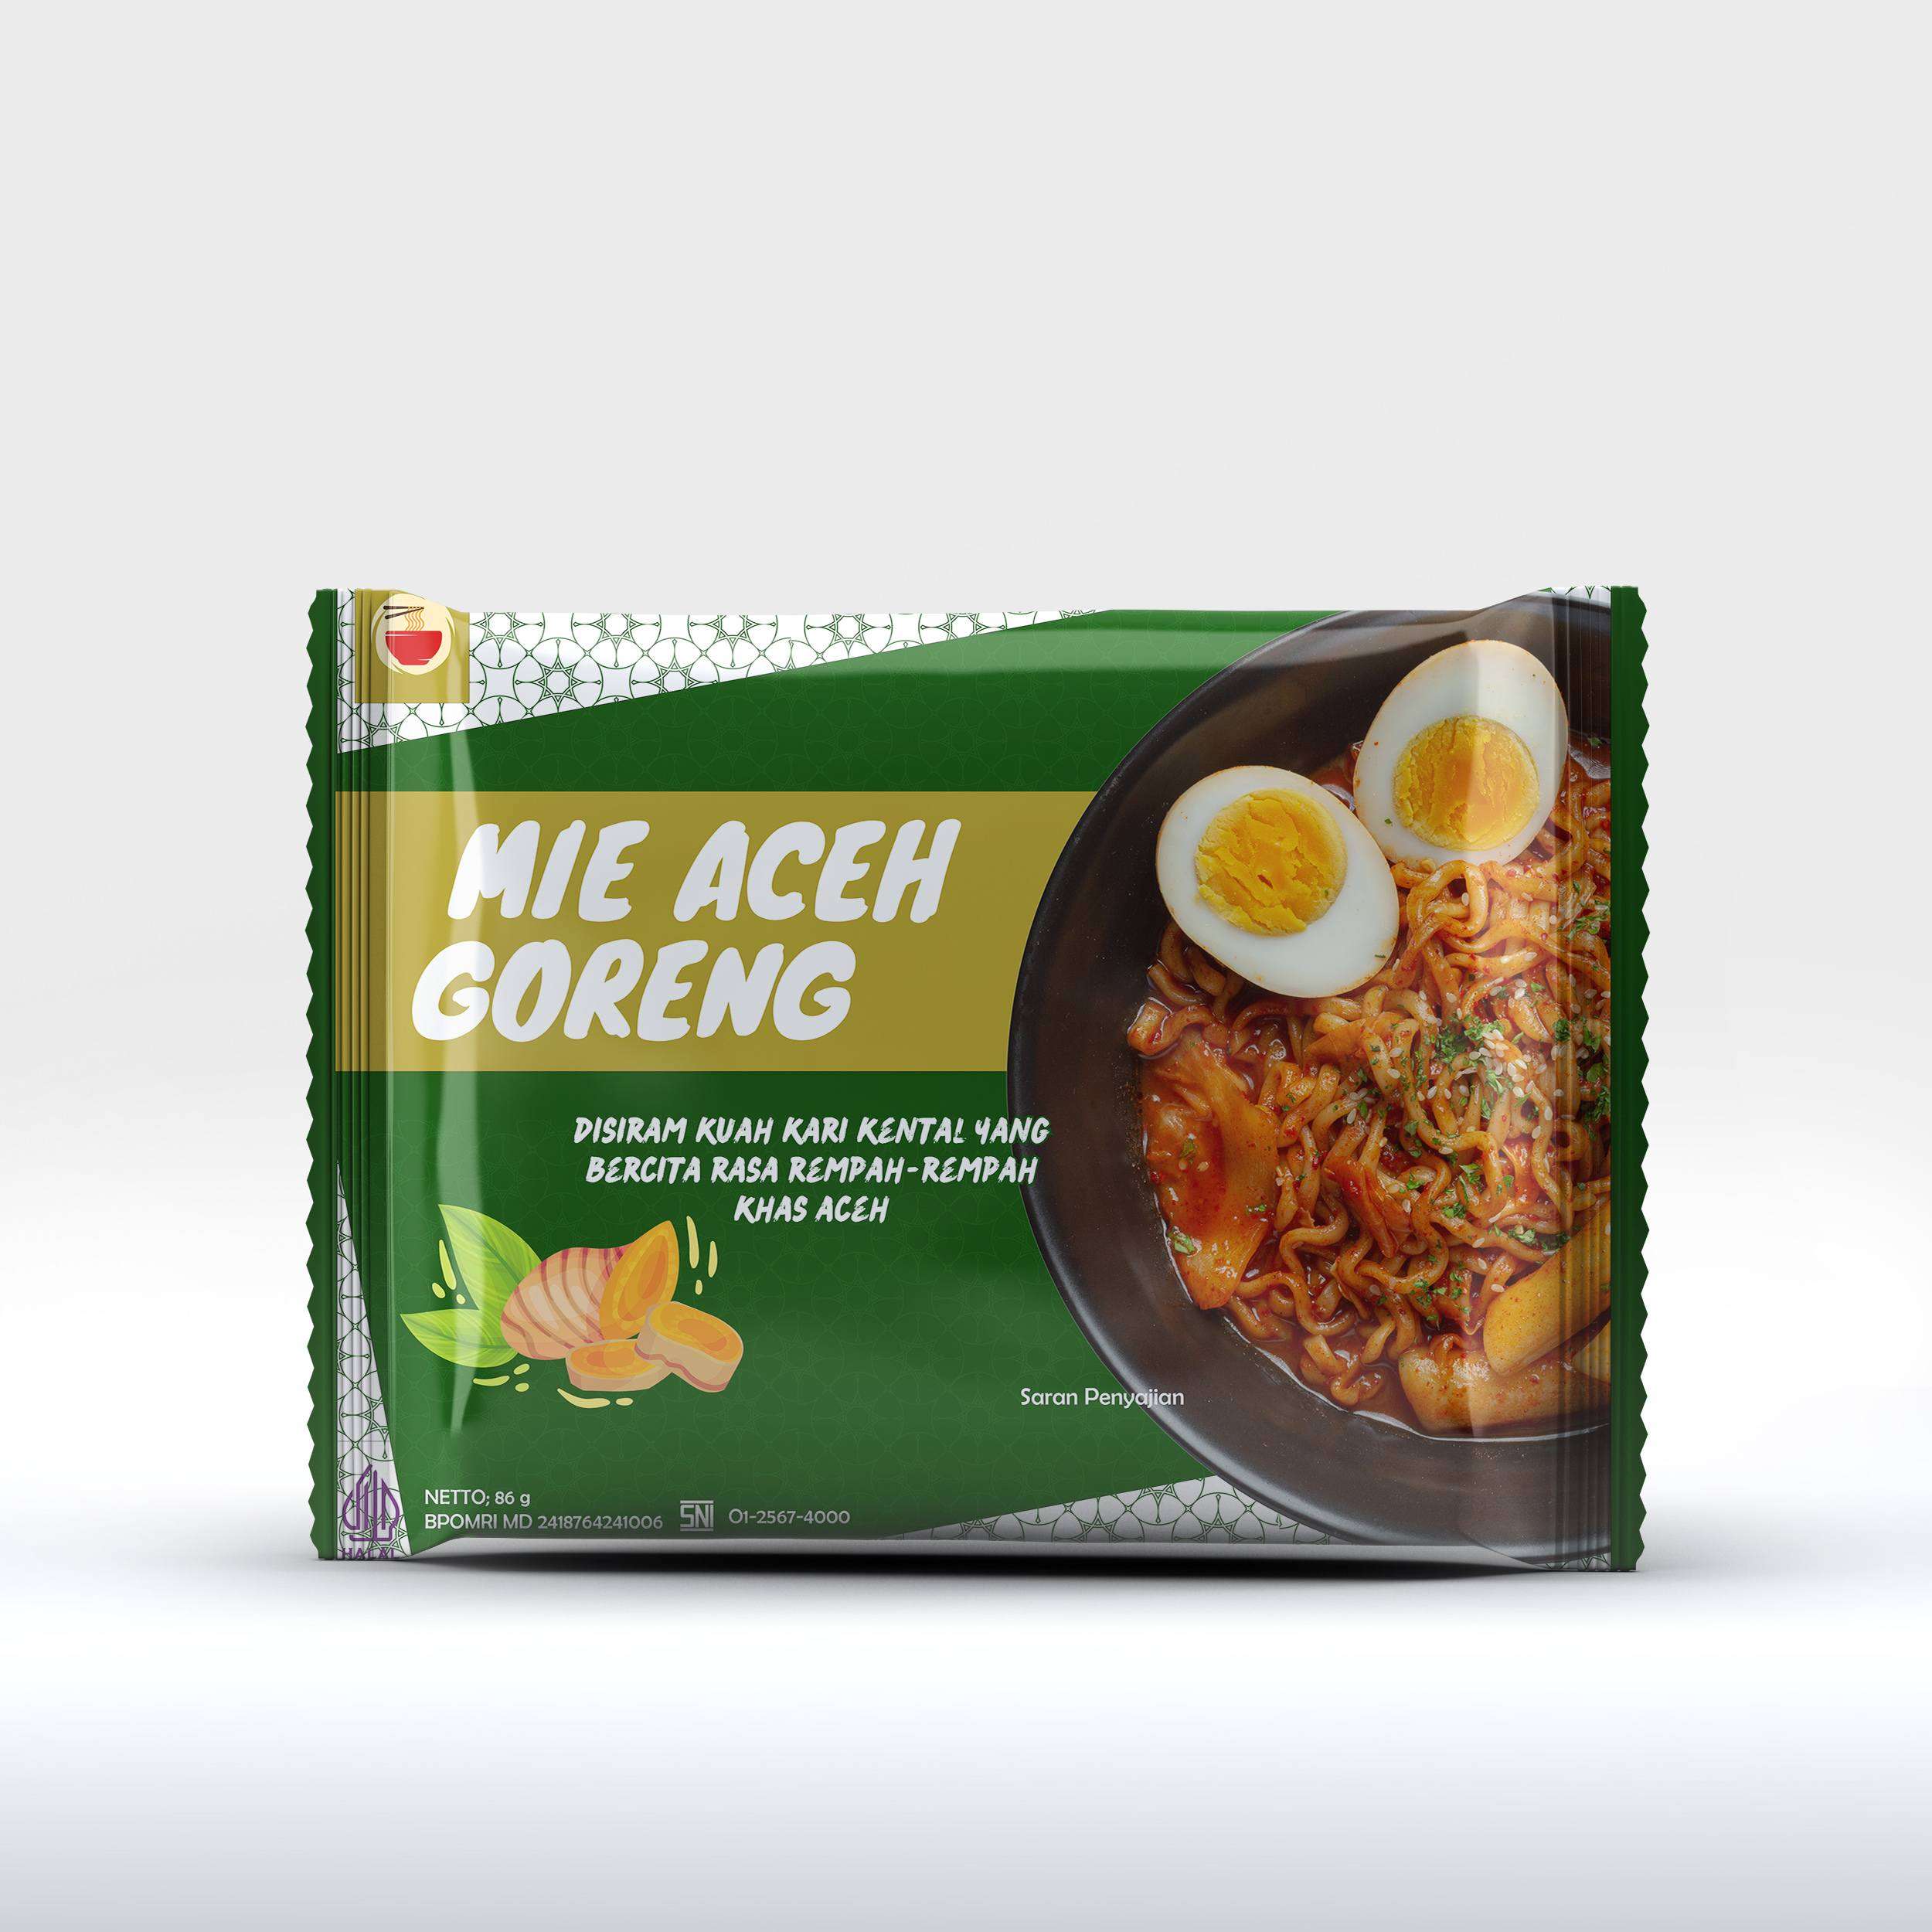 MIE ACEH
GORENG
DISIRAM KUAH KARI KENTAL YANG
BERCITA RASA REMPAH-REMPAH
KHAS ACEH
Saran Penyajian
NETTO; 86 g
BPOMRI MD 2418764241006 SNI 01-2567-4000
HALAL